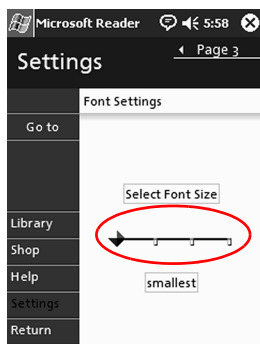 Microsoft Reader 5:58
Settings
Page 3
Font Settings
Go to
Select Font Size
Library
Shop
Help
smallest
Settings
Return